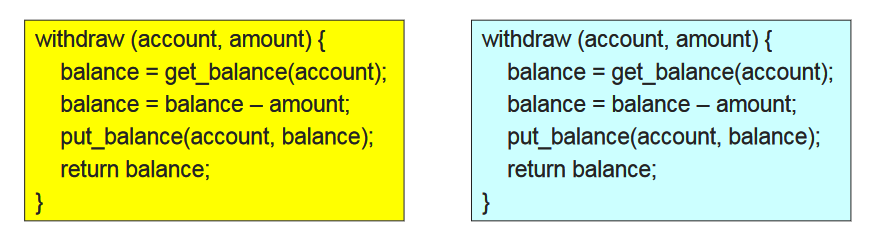 withdraw (account, amount) {
balance = get_balance(account);
balance = balance – amount;
put_balance(account, balance);
return balance;
}
withdraw (account, amount) {
balance = get_balance(account);
balance = balance – amount;
put_balance(account, balance);
return balance;
}